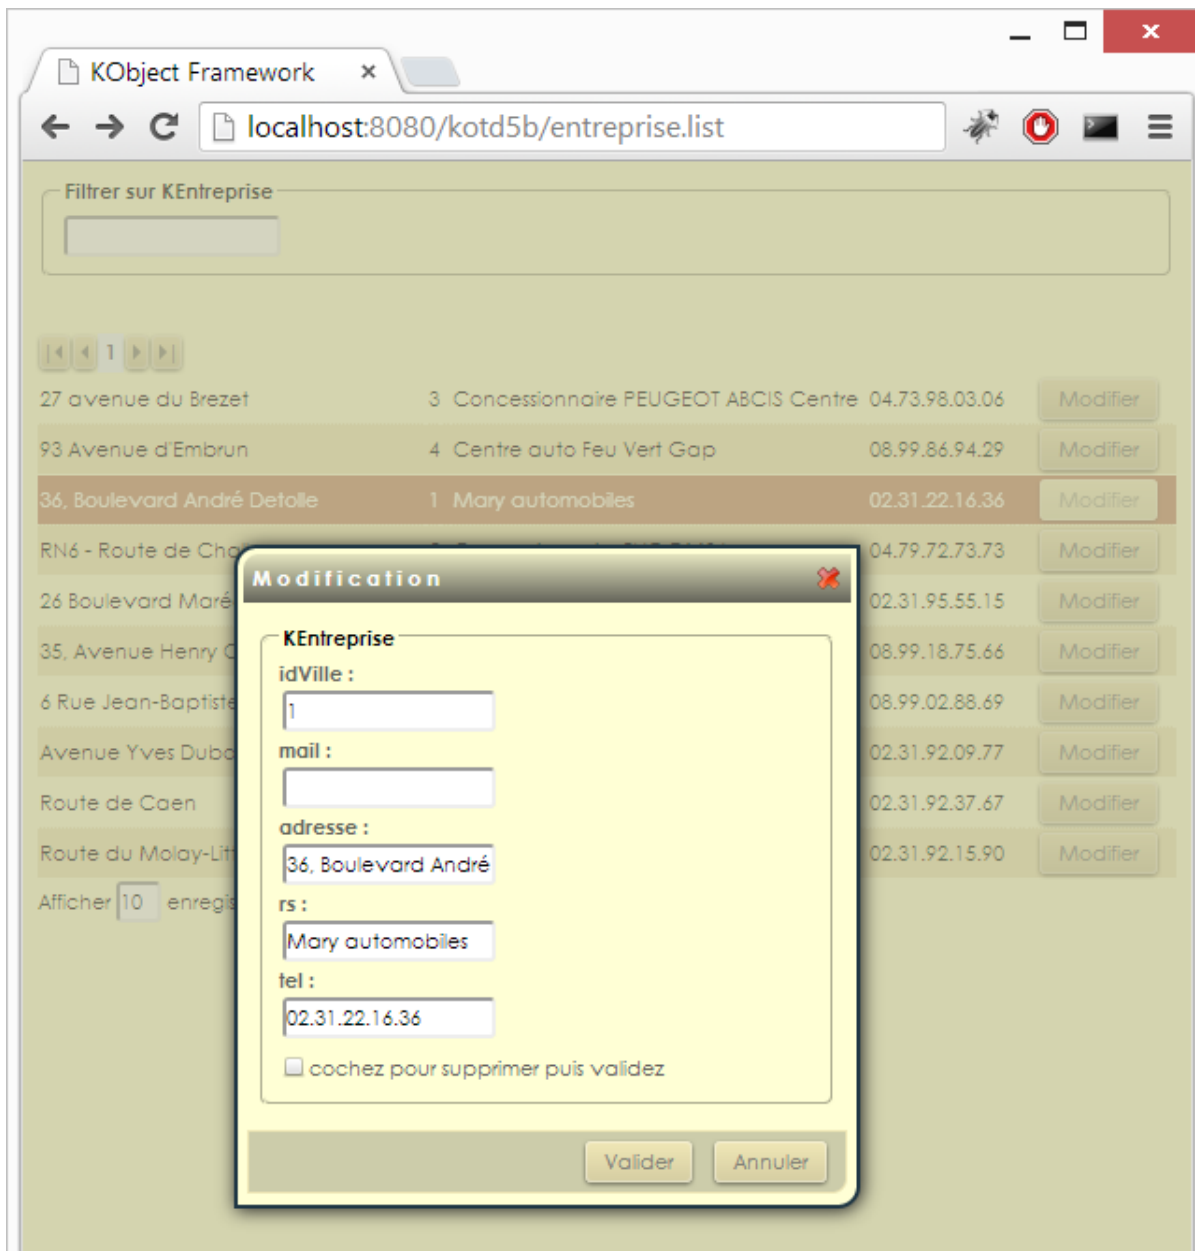 KObject Framework
localhost:8080/kotd5b/entreprise.list
Filtrer sur KEntreprise
1
27 avenue du Brezet 3 Concessionnaire PEUGEOT ABCIS Centre 04.73.98.03.06 Modifier
93 Avenue d'Embrun 4 Centre auto Feu Vert Gap 08.99.86.94.29 Modifier
36, Boulevard André Detolle 1 Mary automobiles 02.31.22.16.36 Modifier
RN6 - Route de Cha 04.79.72.73.73 Modifier
26 Boulevard Maré 02.31.95.55.15 Modifier
35, Avenue Henry C 08.99.18.75.66 Modifier
6 Rue Jean-Baptiste 08.99.02.88.69 Modifier
Avenue Yves Dubo 02.31.92.09.77 Modifier
Route de Caen 02.31.92.37.67 Modifier
Route du Molay-Litt 02.31.92.15.90 Modifier
Afficher 10 enregis
Modification
KEntreprise
idVille :
1
mail :
adresse :
36, Boulevard André
rs :
Mary automobiles
tel :
02.31.22.16.36
cochez pour supprimer puis validez
Valider Annuler